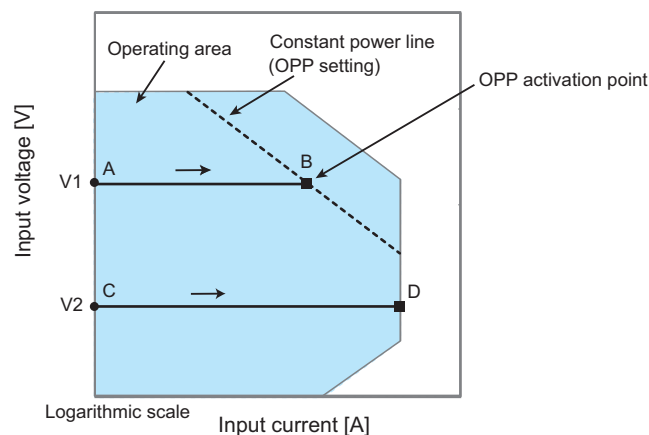 Operating area
Constant power line
(OPP setting)
OPP activation point
Input voltage [V]
V1
A
B
V2
C
D
Logarithmic scale
Input current [A]